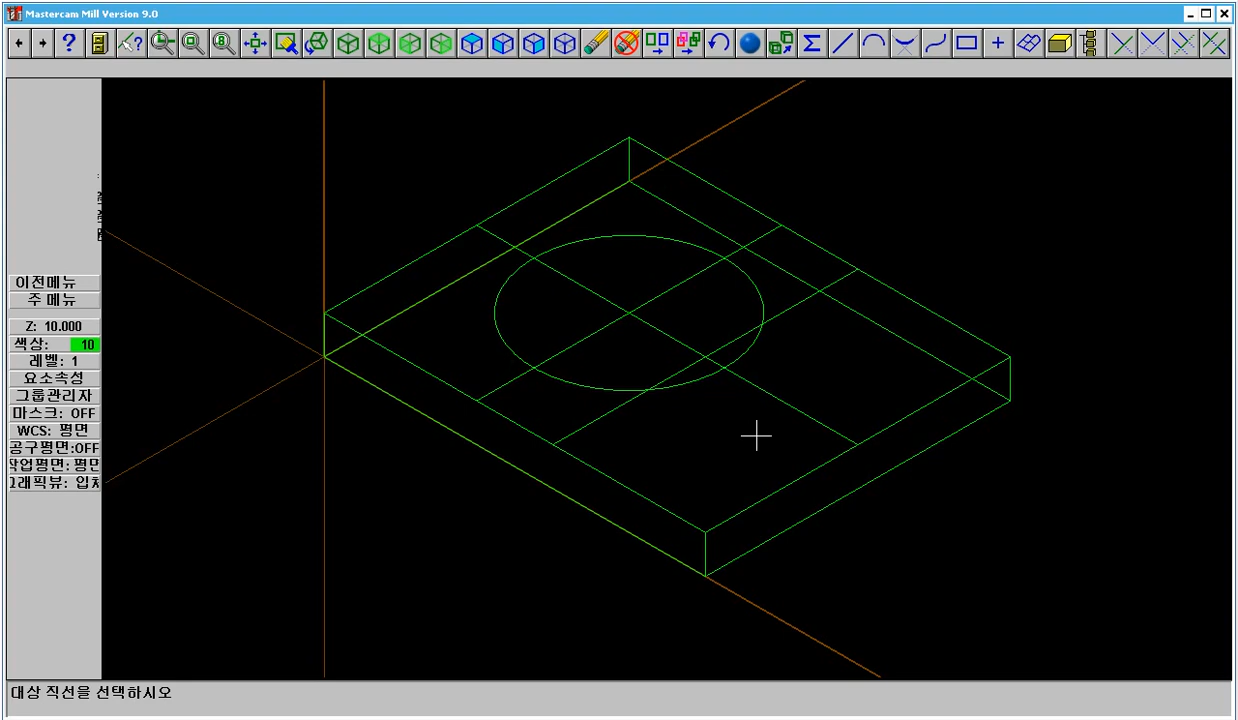 Mastercam Mill Version 9.0
이전메뉴
주 메뉴
Z: 10.000
색상: 10
레벨: 1
요소속성
그룹관리자
마스크: OFF
WCS: 평면
공구평면:OFF
작업평면: 평면
그래픽뷰: 입체
대상 직선을 선택하시오